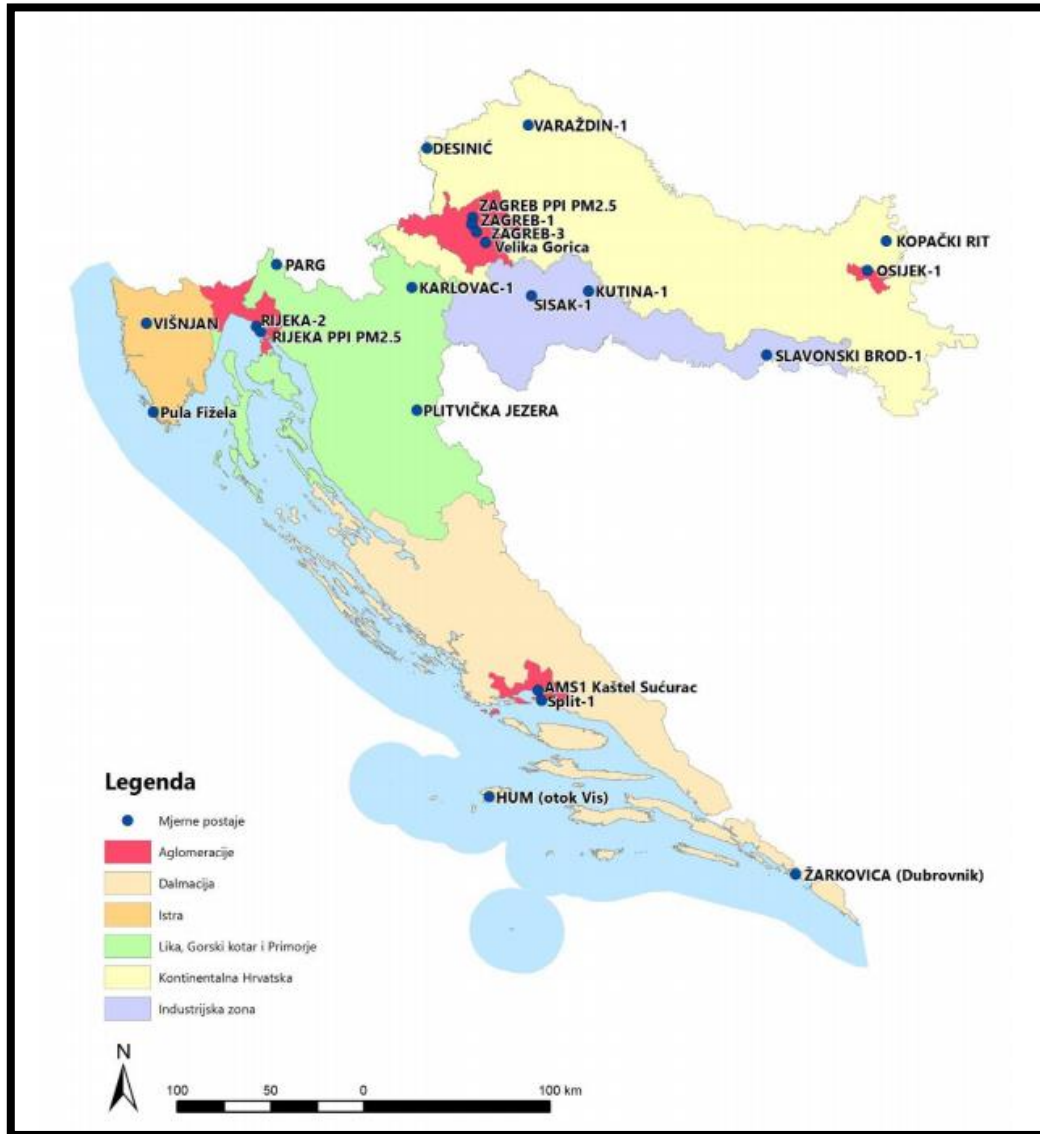 VARAŽDIN-1
DESINIĆ
ZAGREB PPI PM2.5
ZAGREB-1
ZAGREB-3
Velika Gorica
KOPAČKI RIT
OSIJEK-1
PARG
KARLOVAC-1
KUTINA-1
SISAK-1
VIŠNJAN
RIJEKA-2
RIJEKA PPI PM2.5
SLAVONSKI BROD-1
Pula Fižela
PLITVIČKA JEZERA
AMS1 Kaštel Sućurac
Split-1
HUM (otok Vis)
ŽARKOVICA (Dubrovnik)
Legenda
Mjerne postaje
Aglomeracije
Dalmacija
Istra
Lika, Gorski kotar i Primorje
Kontinentalna Hrvatska
Industrijska zona
N
100 50 0 100 km